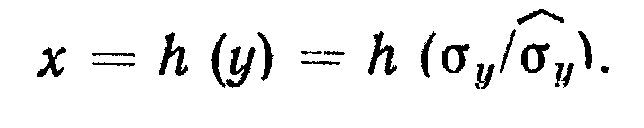 x = h (y) = h (σ_y/\widehat{σ_y}).